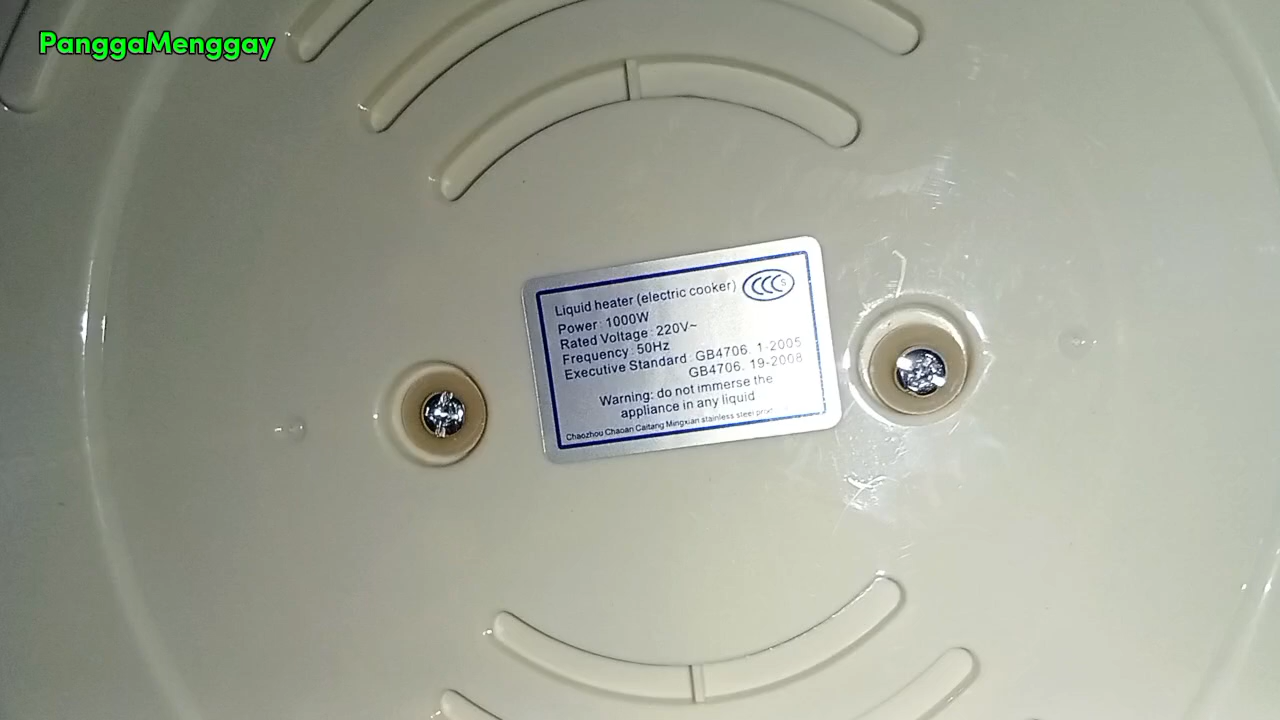 PanggaMenggay
Liquid heater (electric cooker)
CCC S
Power: 1000W
Rated Voltage: 220V~
Frequency: 50Hz
Executive Standard: GB4706. 1-2005
GB4706. 19-2008
Warning: do not immerse the
appliance in any liquid
Chaozhou Chaoan Caitang Mingxian stainless steel